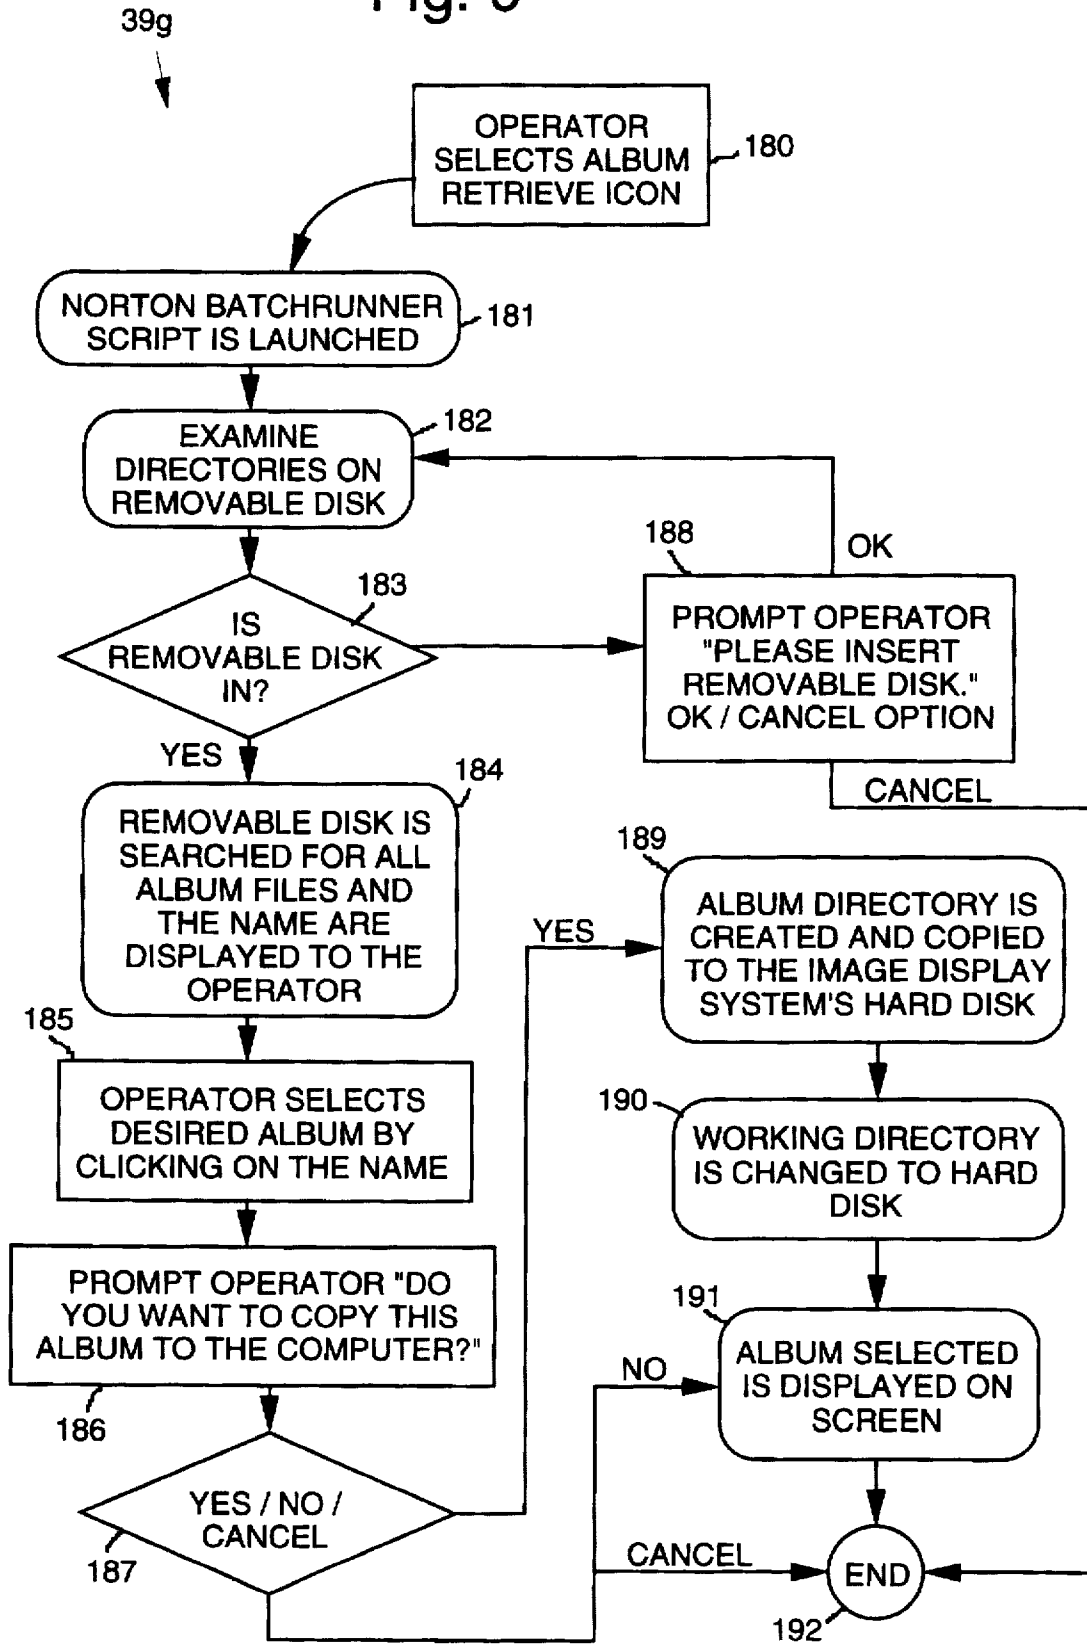 39g
OPERATOR
SELECTS ALBUM
RETRIEVE ICON
180
NORTON BATCHRUNNER
SCRIPT IS LAUNCHED
181
EXAMINE
DIRECTORIES ON
REMOVABLE DISK
182
IS
REMOVABLE DISK
IN?
183
188
OK
PROMPT OPERATOR
"PLEASE INSERT
REMOVABLE DISK."
OK / CANCEL OPTION
CANCEL
YES
184
REMOVABLE DISK IS
SEARCHED FOR ALL
ALBUM FILES AND
THE NAME ARE
DISPLAYED TO THE
OPERATOR
185
OPERATOR SELECTS
DESIRED ALBUM BY
CLICKING ON THE NAME
PROMPT OPERATOR "DO
YOU WANT TO COPY THIS
ALBUM TO THE COMPUTER?"
186
YES / NO /
CANCEL
187
YES
189
ALBUM DIRECTORY IS
CREATED AND COPIED
TO THE IMAGE DISPLAY
SYSTEM'S HARD DISK
190
WORKING DIRECTORY
IS CHANGED TO HARD
DISK
191
NO
ALBUM SELECTED
IS DISPLAYED ON
SCREEN
CANCEL
END
192